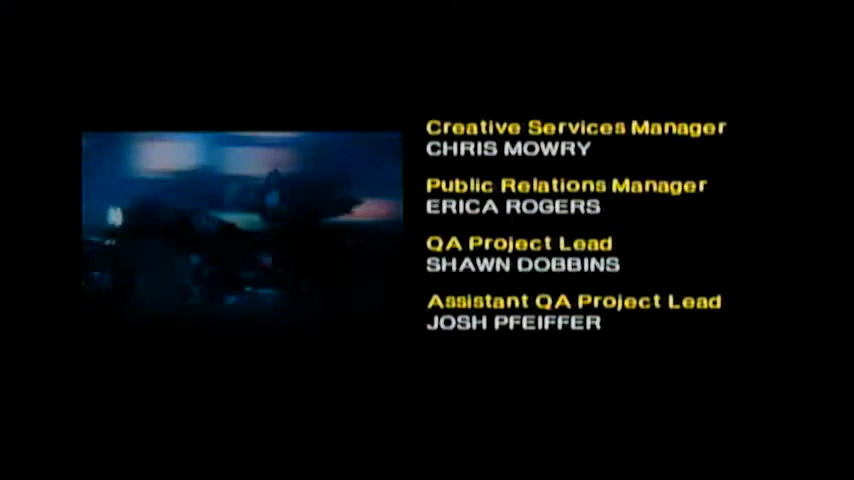 Creative Services Manager
CHRIS MOWRY
Public Relations Manager
ERICA ROGERS
QA Project Lead
SHAWN DOBBINS
Assistant QA Project Lead
JOSH PFEIFFER